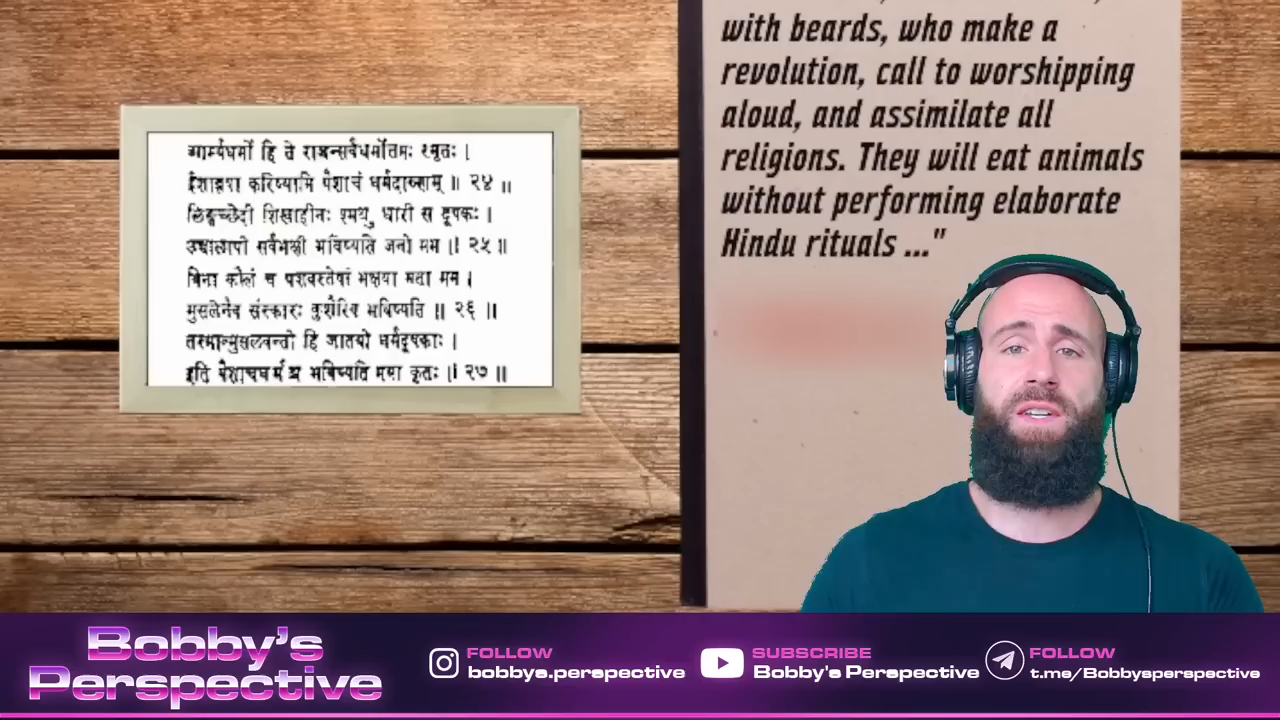 आर्य्यधर्मो हि ते राजन्सर्वधर्मोतमः स्मृतः ।
ईशाज्ञया करिष्यामि पैशाचं धर्मदारुणम् ॥ २४ ॥
लिङ्गच्छेदी शिखाहीनः श्मश्रु धारी स दूषकः ।
उच्चालापी सर्वभक्षी भविष्यति जनो मम ॥ २५ ॥
विना कौलं च पशवस्तेषां भक्षया मता मम ।
मुसलेनेव संस्कारः कुशैरिव भविष्यति ॥ २६ ॥
तस्मान्मुसलवन्तो हि जातयो धर्मदूषकाः ।
इति पैशाचधर्मश्च भविष्यति मया कृतः ॥ २७ ॥
with beards, who make a
revolution, call to worshipping
aloud, and assimilate all
religions. They will eat animals
without performing elaborate
Hindu rituals ..."
Bobby's
Perspective
FOLLOW
bobbys.perspective
SUBSCRIBE
Bobby's Perspective
FOLLOW
t.me/Bobbysperspective